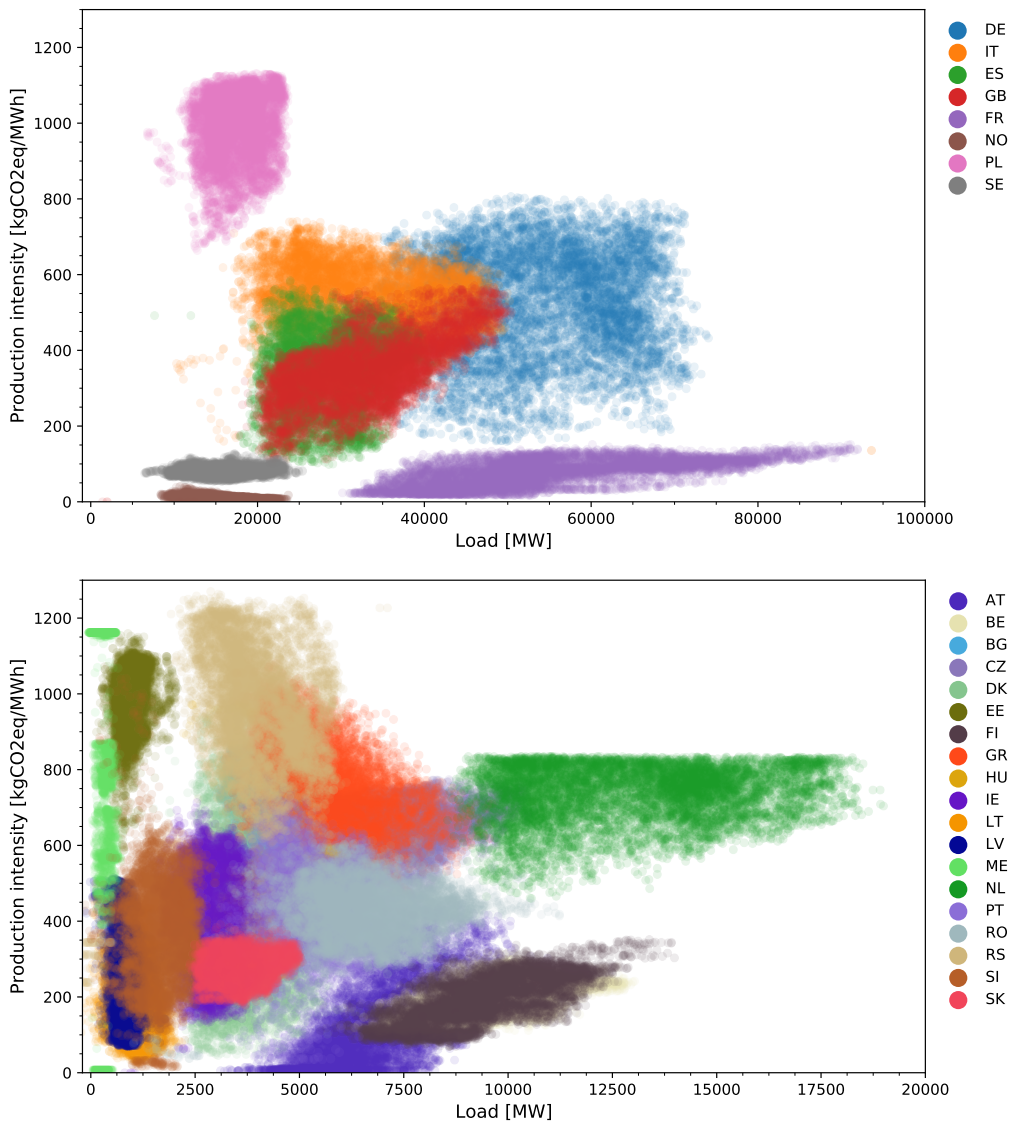 Production intensity [kgCO2eq/MWh]
1200
1000
800
600
400
200
0
0 20000 40000 60000 80000 100000
Load [MW]
DE
IT
ES
GB
FR
NO
PL
SE
Production intensity [kgCO2eq/MWh]
1200
1000
800
600
400
200
0
0 2500 5000 7500 10000 12500 15000 17500 20000
Load [MW]
AT
BE
BG
CZ
DK
EE
FI
GR
HU
IE
LT
LV
ME
NL
PT
RO
RS
SI
SK